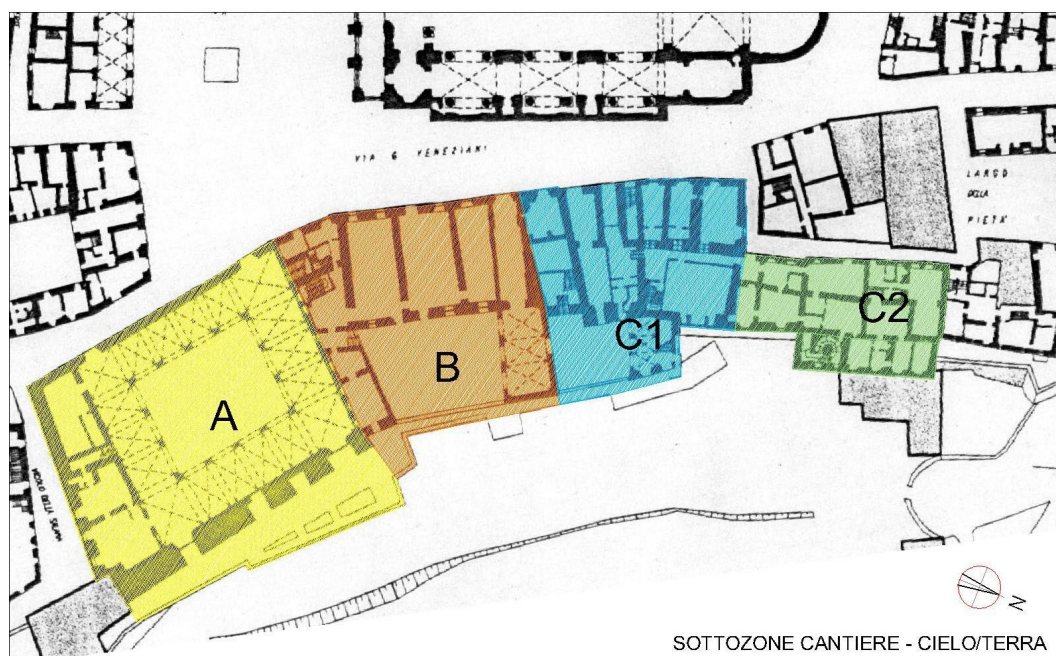 VIA G VENEZIANI
LARGO
DELLA
PIETA'
A
B
C1
C2
N
SOTTOZONE CANTIERE - CIELO/TERRA